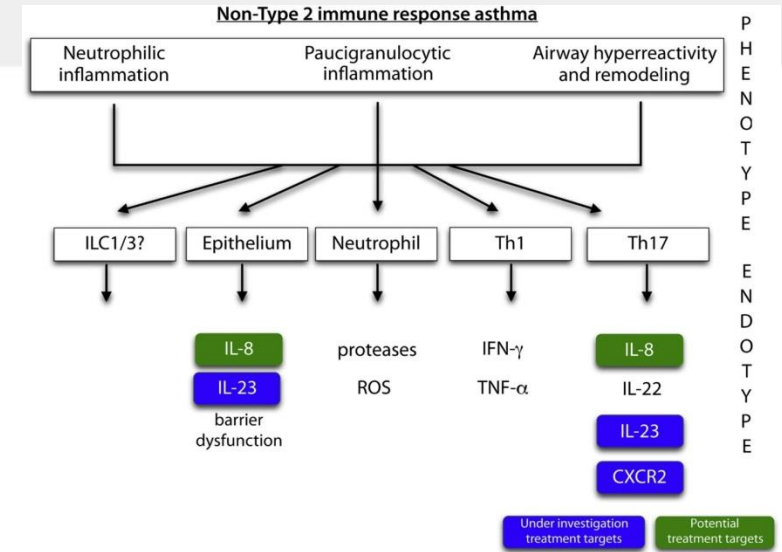 Non-Type 2 immune response asthma
Neutrophilic
inflammation
Paucigranulocytic
inflammation
Airway hyperreactivity
and remodeling
ILC1/3?
Epithelium
Neutrophil
Th1
Th17
IL-8
IL-23
barrier
dysfunction
proteases
ROS
IFN-γ
TNF-α
IL-8
IL-22
IL-23
CXCR2
Under investigation
treatment targets
Potential
treatment targets
P
H
E
N
O
T
Y
P
E
E
N
D
O
T
Y
P
E